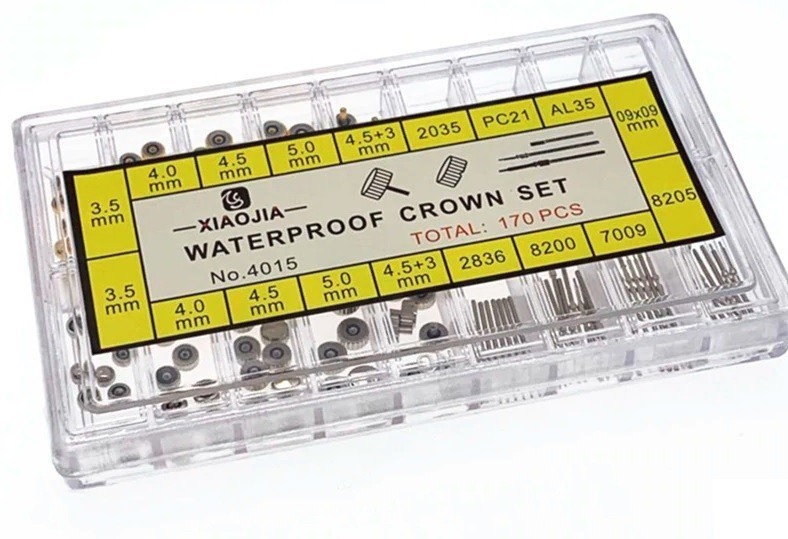 3.5 mm
4.0 mm
4.5 mm
5.0 mm
4.5+3 mm
2035
PC21
AL35
09x09 mm
XIAOJIA
WATERPROOF CROWN SET
TOTAL: 170 PCS
No.4015
3.5 mm
4.0 mm
4.5 mm
5.0 mm
4.5+3 mm
2836
8200
7009
8205